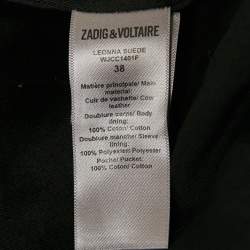 ZADIG&VOLTAIRE
LEONNA SUEDE
WJCC1401F
38
Matière principale/ Main
material:
Cuir de vachette/ Cow
leather
Doublure corps/ Body
lining:
100% Coton/ Cotton
Doublure manche/ Sleeve
lining:
100% Polyester/ Polyester
Poche/ Pocket:
100% Coton/ Cotton